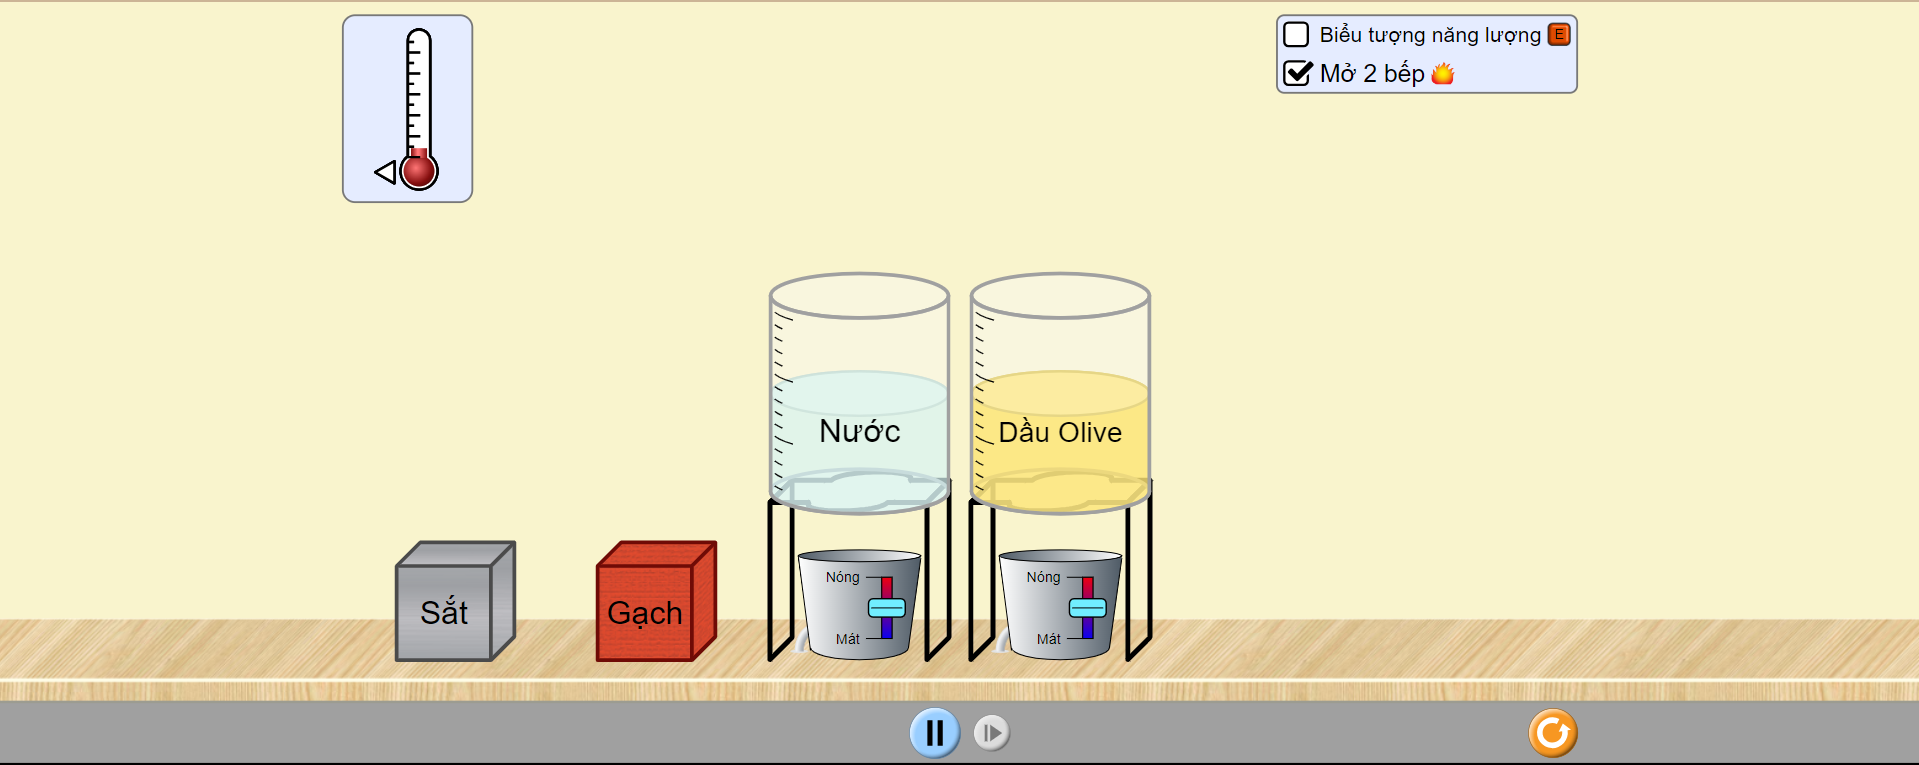 Biểu tượng năng lượng E
Mở 2 bếp
Nước
Dầu Olive
Sắt
Gạch
Nóng
Mát
Nóng
Mát